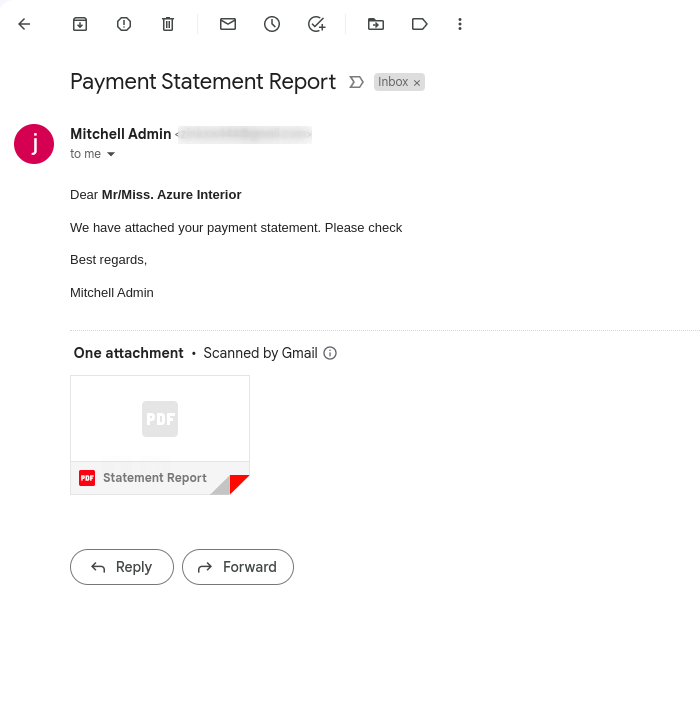 Payment Statement Report Inbox ×
j
Mitchell Admin <
to me
Dear Mr/Miss. Azure Interior
We have attached your payment statement. Please check
Best regards,
Mitchell Admin
One attachment • Scanned by Gmail
PDF
PDF Statement Report
Reply Forward